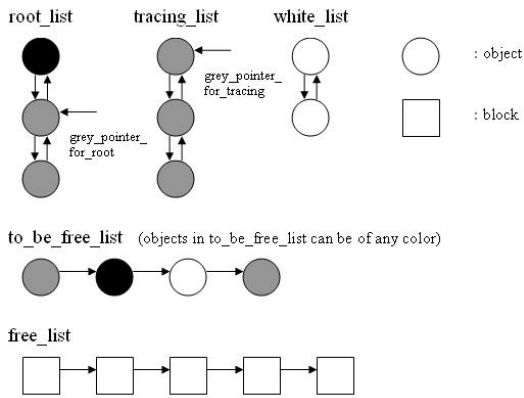 root_list tracing_list white_list
: object
grey_pointer_
for_tracing
: block
grey_pointer_
for_root
to_be_free_list (objects in to_be_free_list can be of any color)
free_list